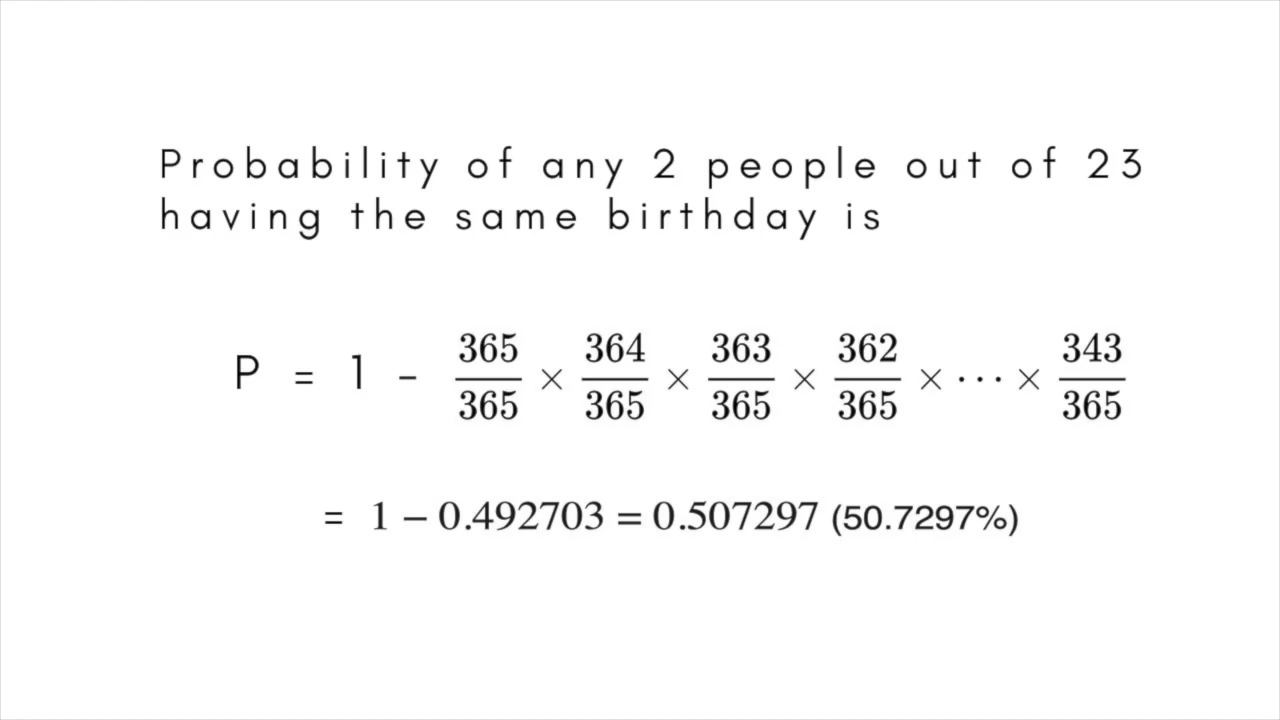 Probability of any 2 people out of 23
having the same birthday is
P = 1 - 365/365 × 364/365 × 363/365 × 362/365 × ⋯ × 343/365
= 1 − 0.492703 = 0.507297 (50.7297%)